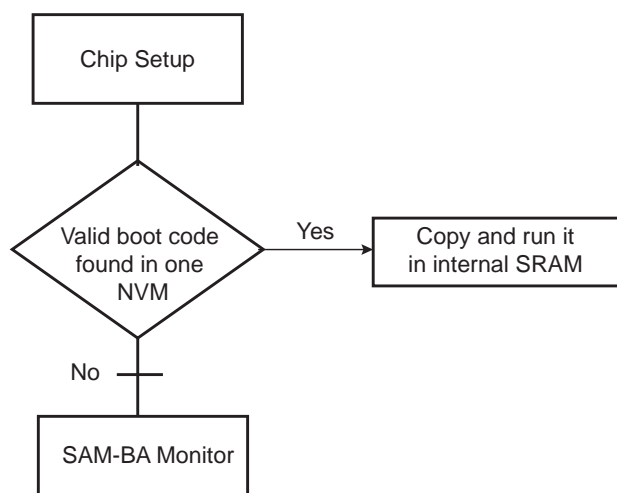 Chip Setup
Valid boot code
found in one
NVM
Yes
Copy and run it
in internal SRAM
No
SAM-BA Monitor